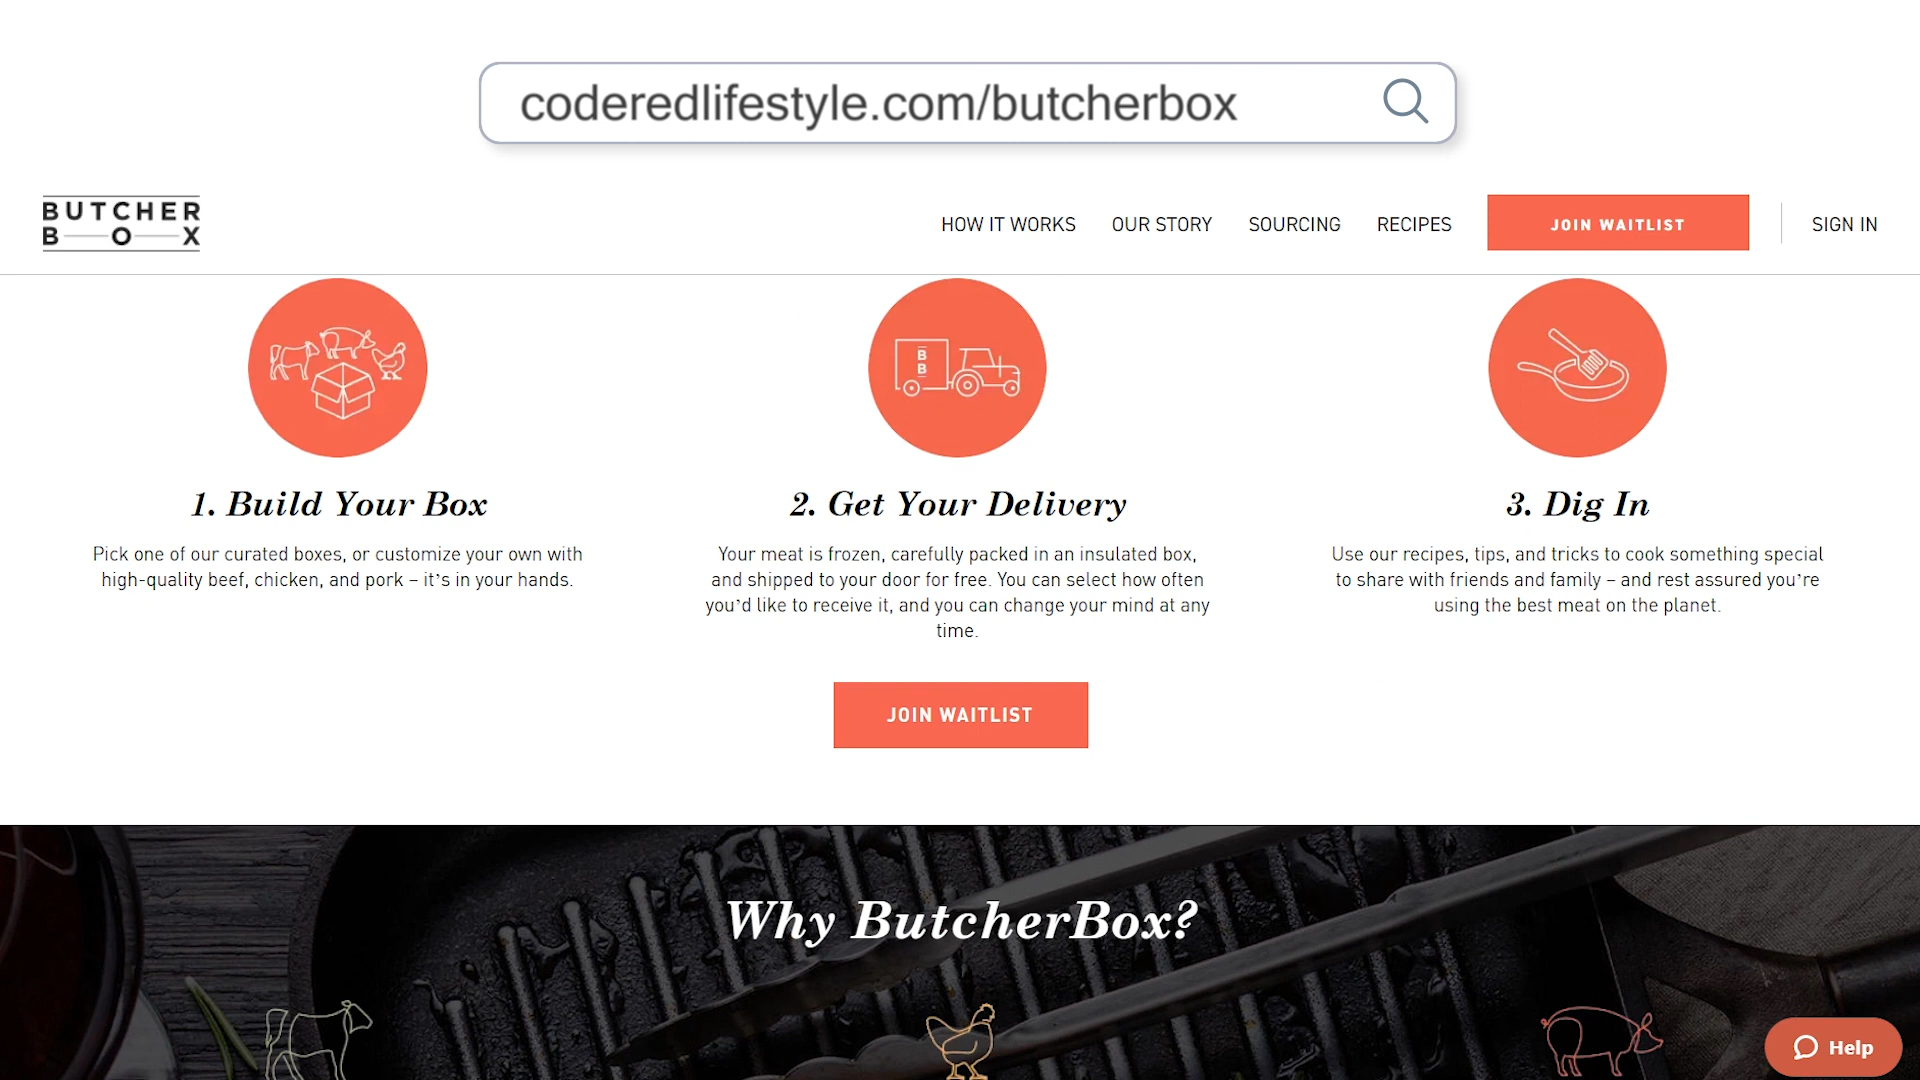 coderedlifestyle.com/butcherbox
BUTCHER
BOX
HOW IT WORKS
OUR STORY
SOURCING
RECIPES
JOIN WAITLIST
SIGN IN
B
B
1. Build Your Box
Pick one of our curated boxes, or customize your own with
high-quality beef, chicken, and pork – it's in your hands.
2. Get Your Delivery
Your meat is frozen, carefully packed in an insulated box,
and shipped to your door for free. You can select how often
you'd like to receive it, and you can change your mind at any
time.
3. Dig In
Use our recipes, tips, and tricks to cook something special
to share with friends and family – and rest assured you're
using the best meat on the planet.
JOIN WAITLIST
Why ButcherBox?
Help